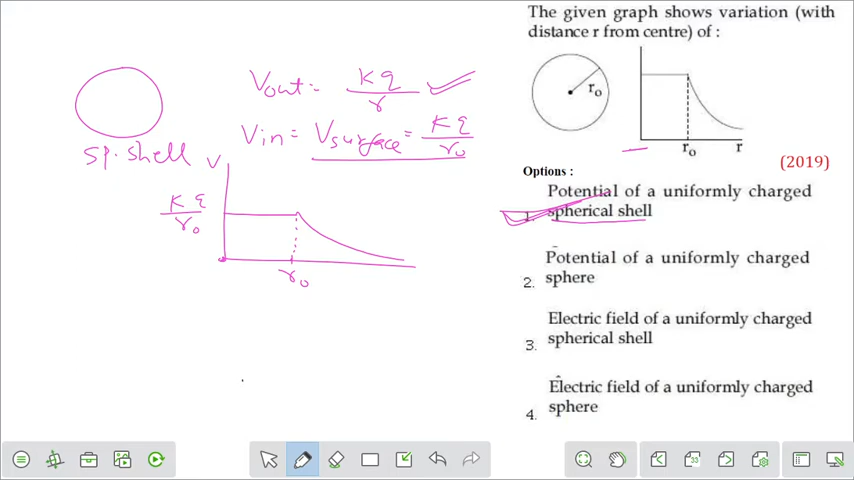 The given graph shows variation (with
distance r from centre) of :
r₀
r₀ r
(2019)
Options :
1. Potential of a uniformly charged
spherical shell
2. Potential of a uniformly charged
sphere
3. Electric field of a uniformly charged
spherical shell
4. Electric field of a uniformly charged
sphere
sp. shell
Vout = Kq/r
Vin = Vsurface = Kq/r₀
V
Kq/r₀
r₀
33